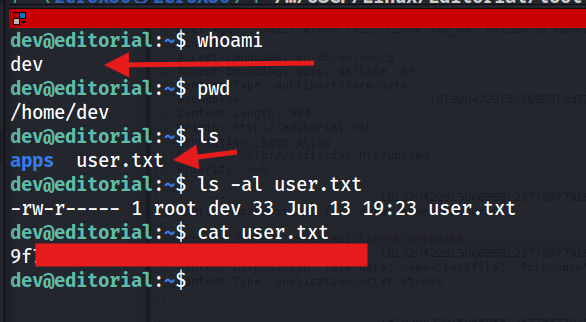 dev@editorial:~$ whoami
dev
dev@editorial:~$ pwd
/home/dev
dev@editorial:~$ ls
apps  user.txt
dev@editorial:~$ ls -al user.txt
-rw-r----- 1 root dev 33 Jun 13 19:23 user.txt
dev@editorial:~$ cat user.txt
dev@editorial:~$